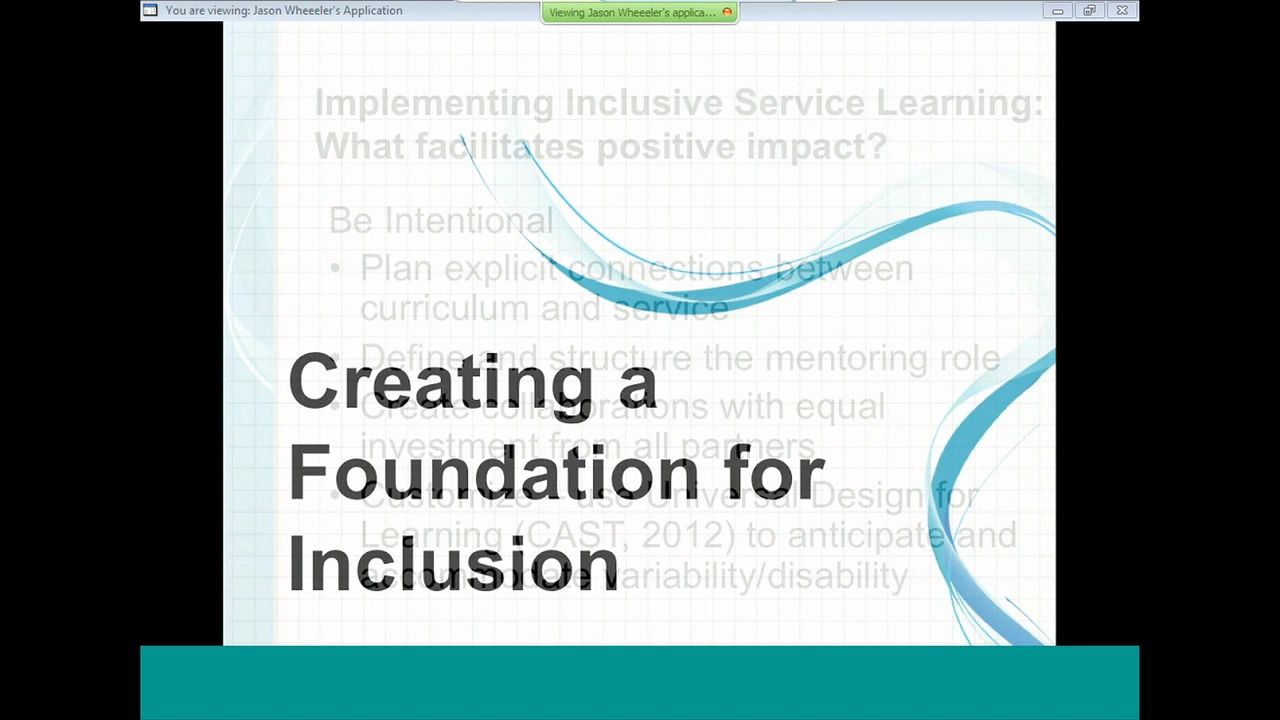 You are viewing: Jason Wheeeler's Application
Viewing Jason Wheeeler's applica...
Implementing Inclusive Service Learning:
What facilitates positive impact?
Be Intentional
• Plan explicit connections between
curriculum and service
• Define and structure the mentoring role
• Create collaborations with equal
investment from all partners
• Customize – use Universal Design for
Learning (CAST, 2012) to anticipate and
accommodate variability/disability
Creating a
Foundation for
Inclusion